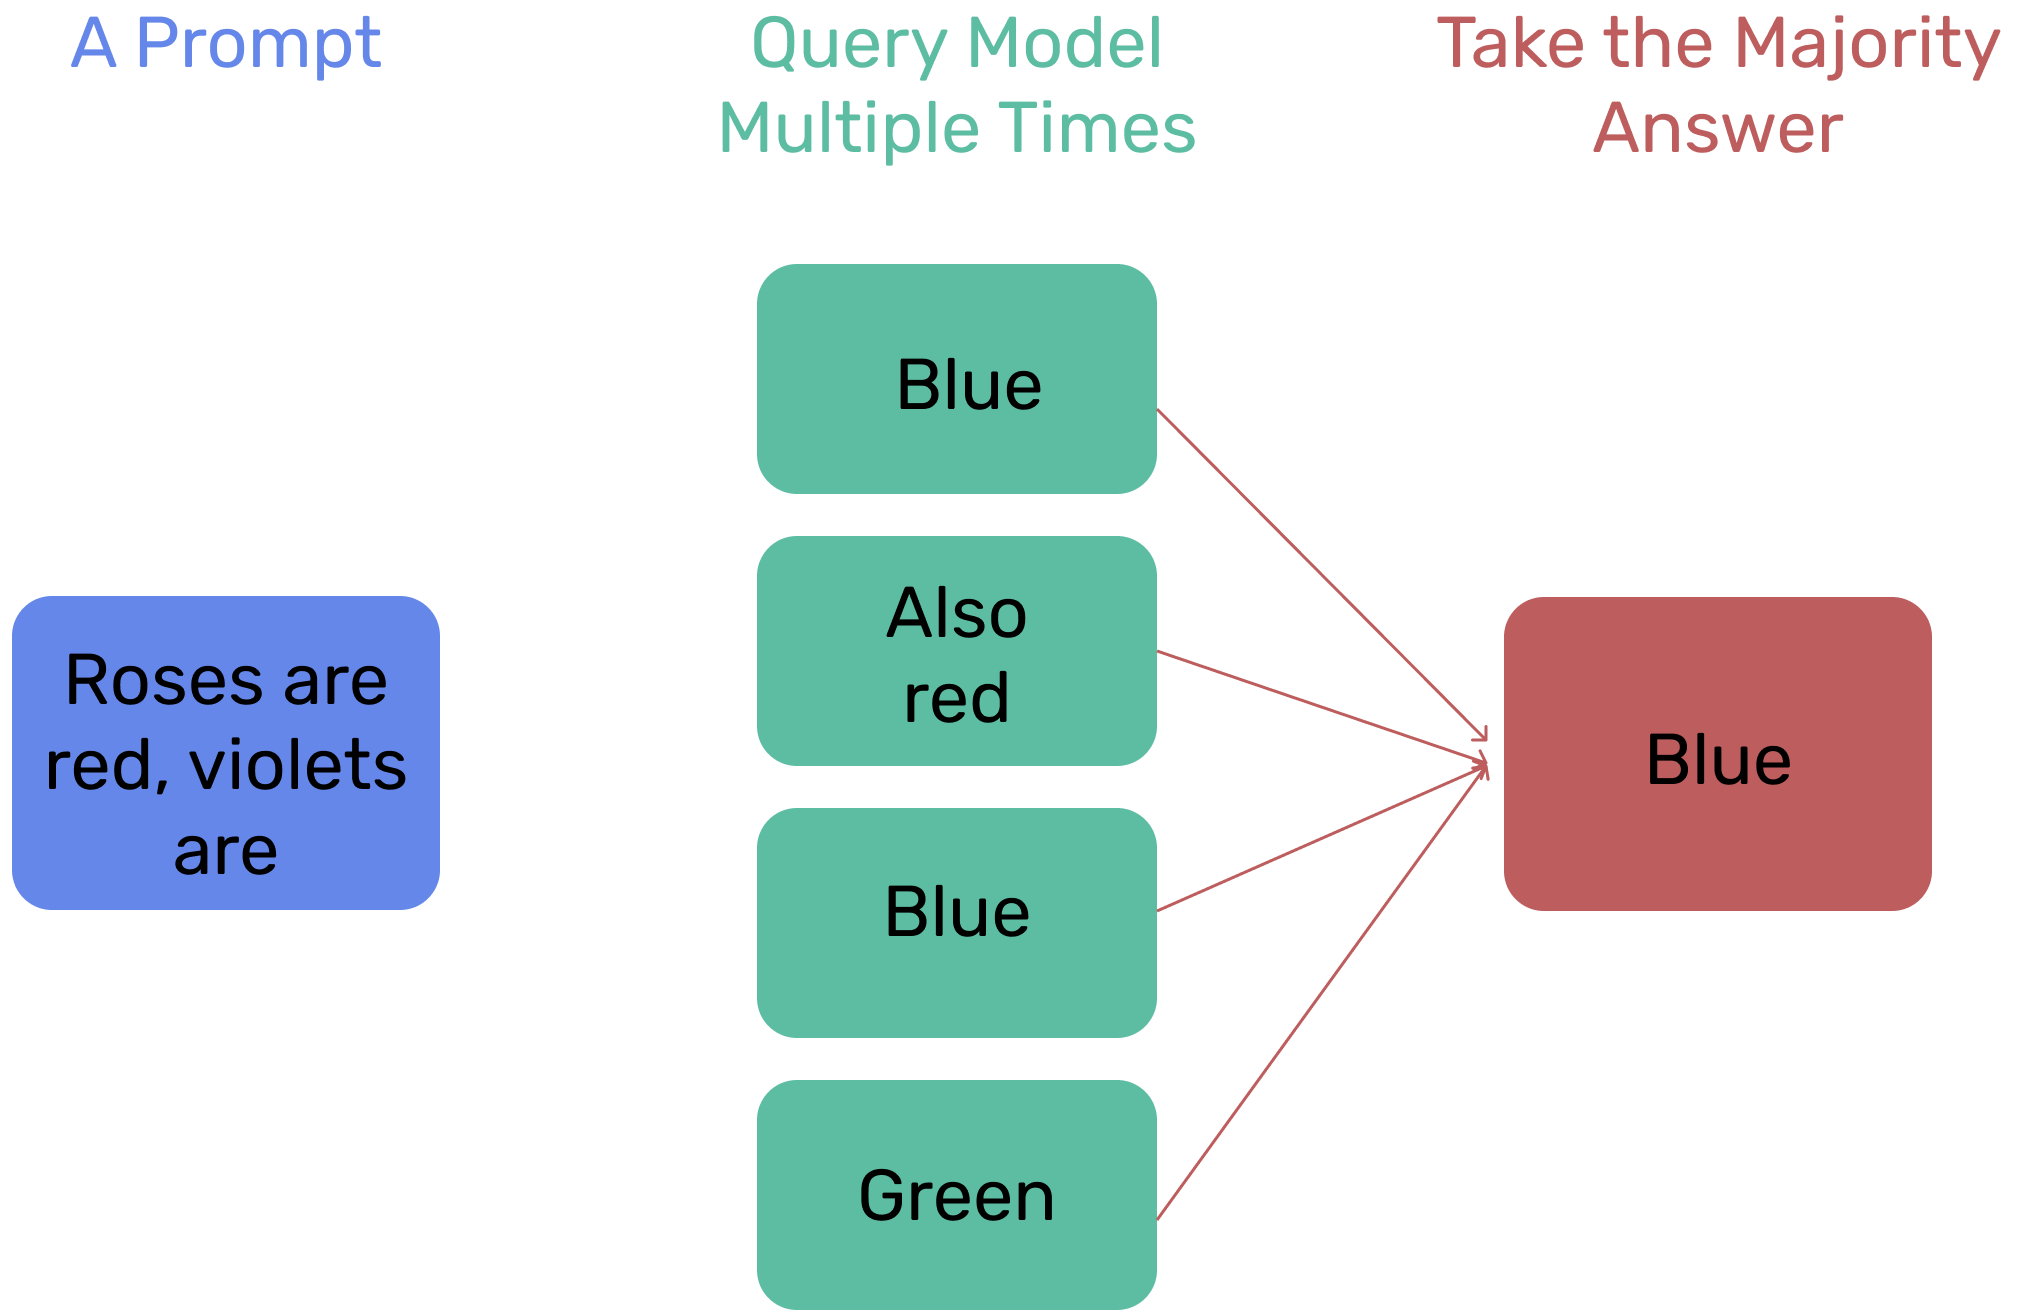 A Prompt
Query Model
Multiple Times
Take the Majority
Answer
Roses are
red, violets
are
Blue
Also
red
Blue
Green
Blue